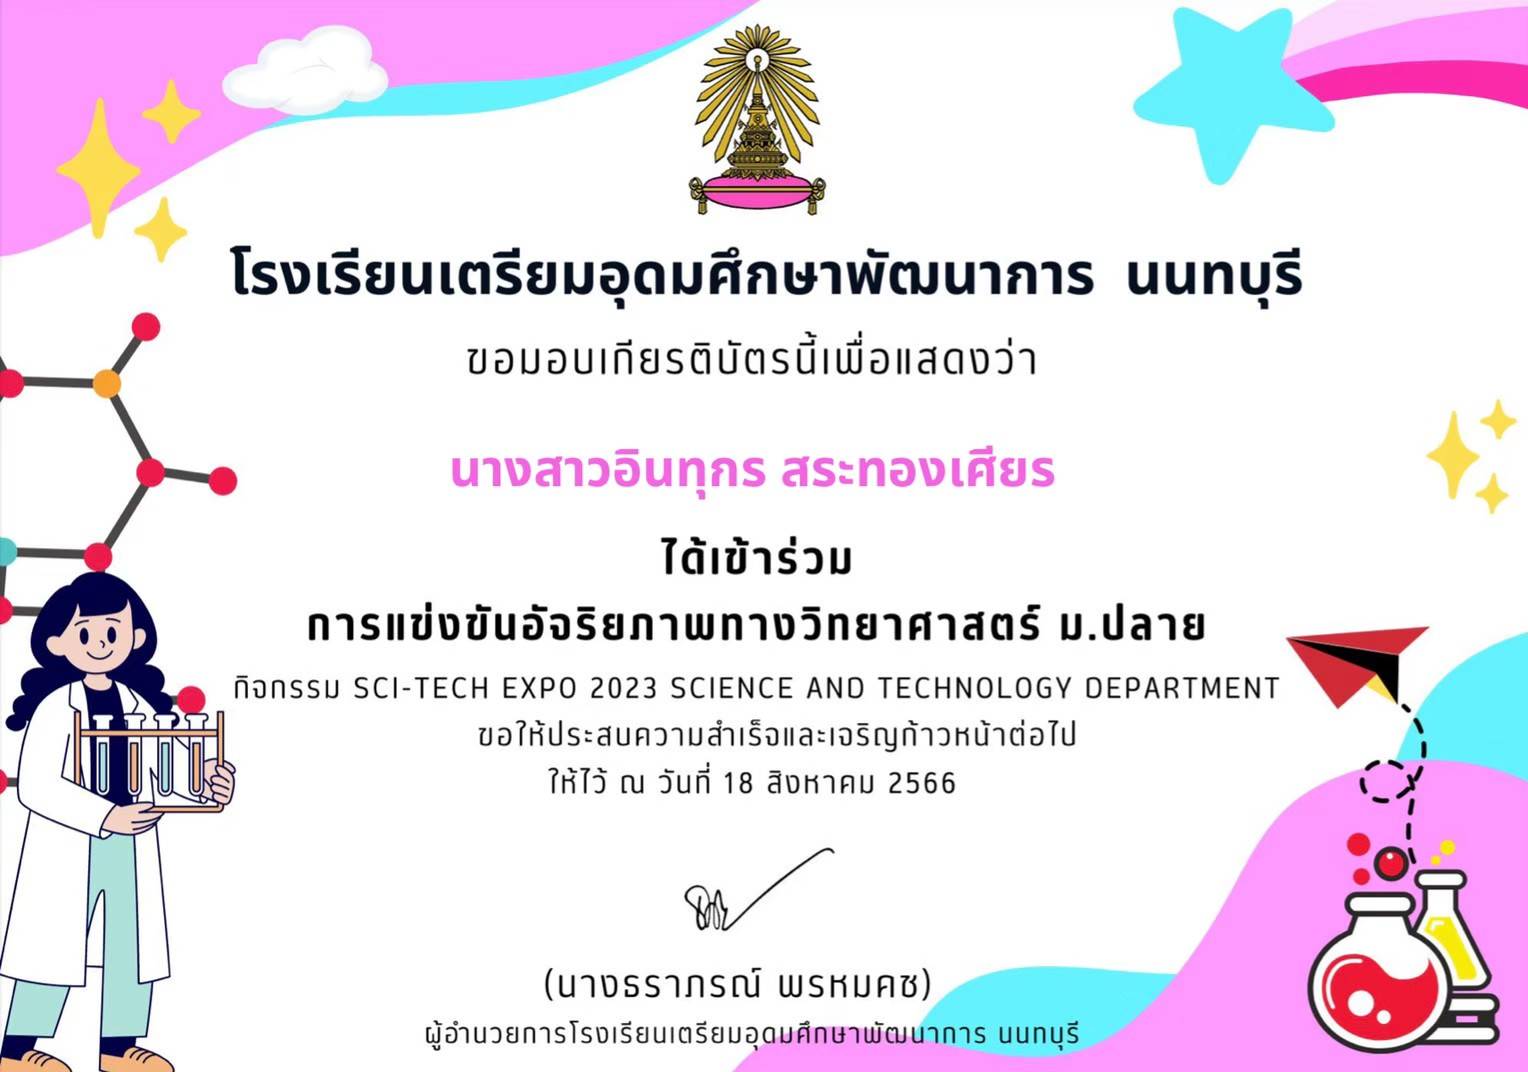 โรงเรียนเตรียมอุดมศึกษาพัฒนาการ นนทบุรี
ขอมอบเกียรติบัตรนี้เพื่อแสดงว่า
นางสาวอินทุกร สระทองเศียร
ได้เข้าร่วม
การแข่งขันอัจริยภาพทางวิทยาศาสตร์ ม.ปลาย
กิจกรรม SCI-TECH EXPO 2023 SCIENCE AND TECHNOLOGY DEPARTMENT
ขอให้ประสบความสำเร็จและเจริญก้าวหน้าต่อไป
ให้ไว้ ณ วันที่ 18 สิงหาคม 2566
(นางธราภรณ์ พรหมคช)
ผู้อำนวยการโรงเรียนเตรียมอุดมศึกษาพัฒนาการ นนทบุรี